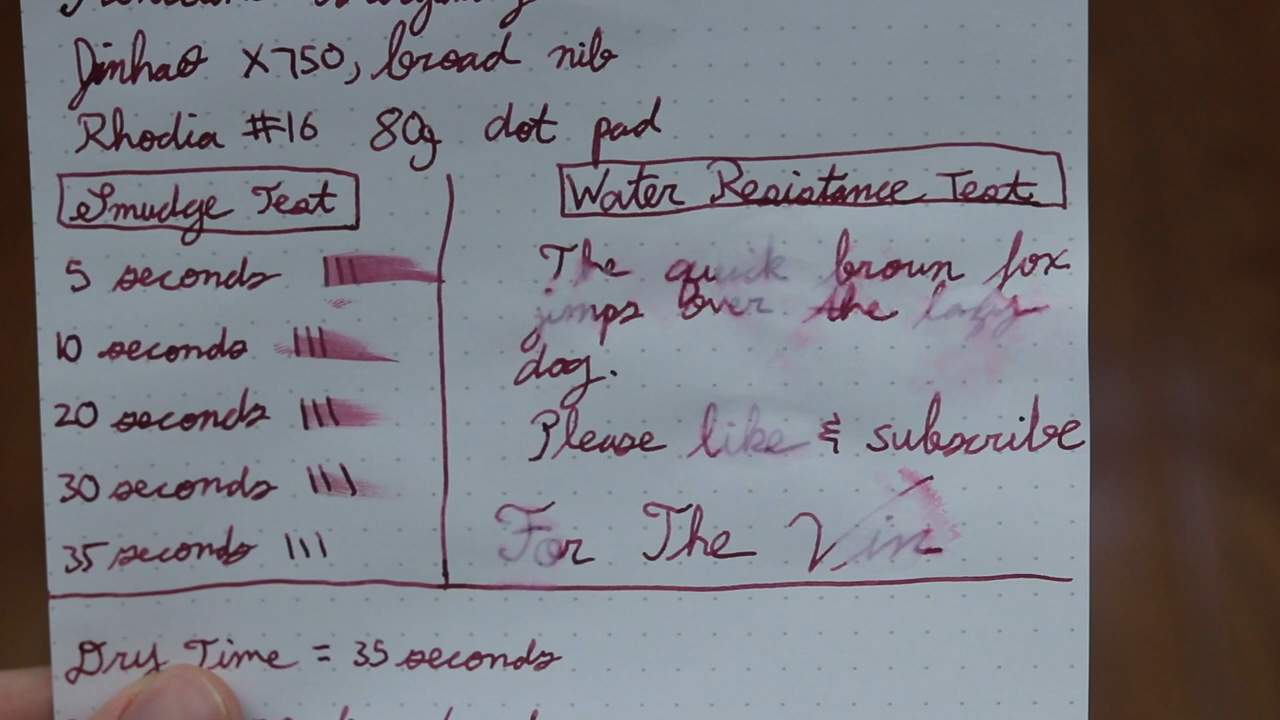 Jinhao X750, broad nib
Rhodia #16 80g dot pad
Smudge Test
5 seconds
10 seconds
20 seconds
30 seconds
35 seconds
Water Resistance Test
The quick brown fox
jumps over the lazy
dog.
Please like & subscribe
For The Vin
Dry Time = 35 seconds